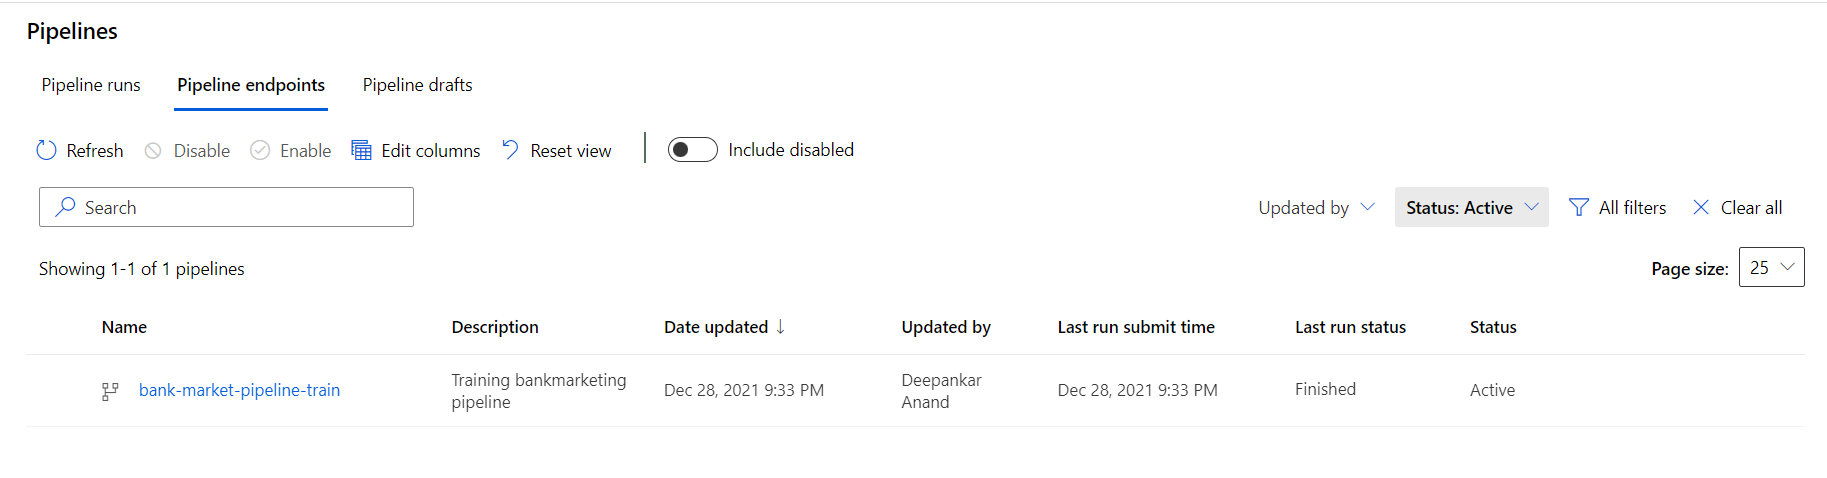 Pipelines
Pipeline runs Pipeline endpoints Pipeline drafts
Refresh Disable Enable Edit columns Reset view Include disabled
Search Updated by Status: Active All filters Clear all
Showing 1-1 of 1 pipelines Page size: 25
Name Description Date updated ↓ Updated by Last run submit time Last run status Status
bank-market-pipeline-train Training bankmarketing pipeline Dec 28, 2021 9:33 PM Deepankar Anand Dec 28, 2021 9:33 PM Finished Active